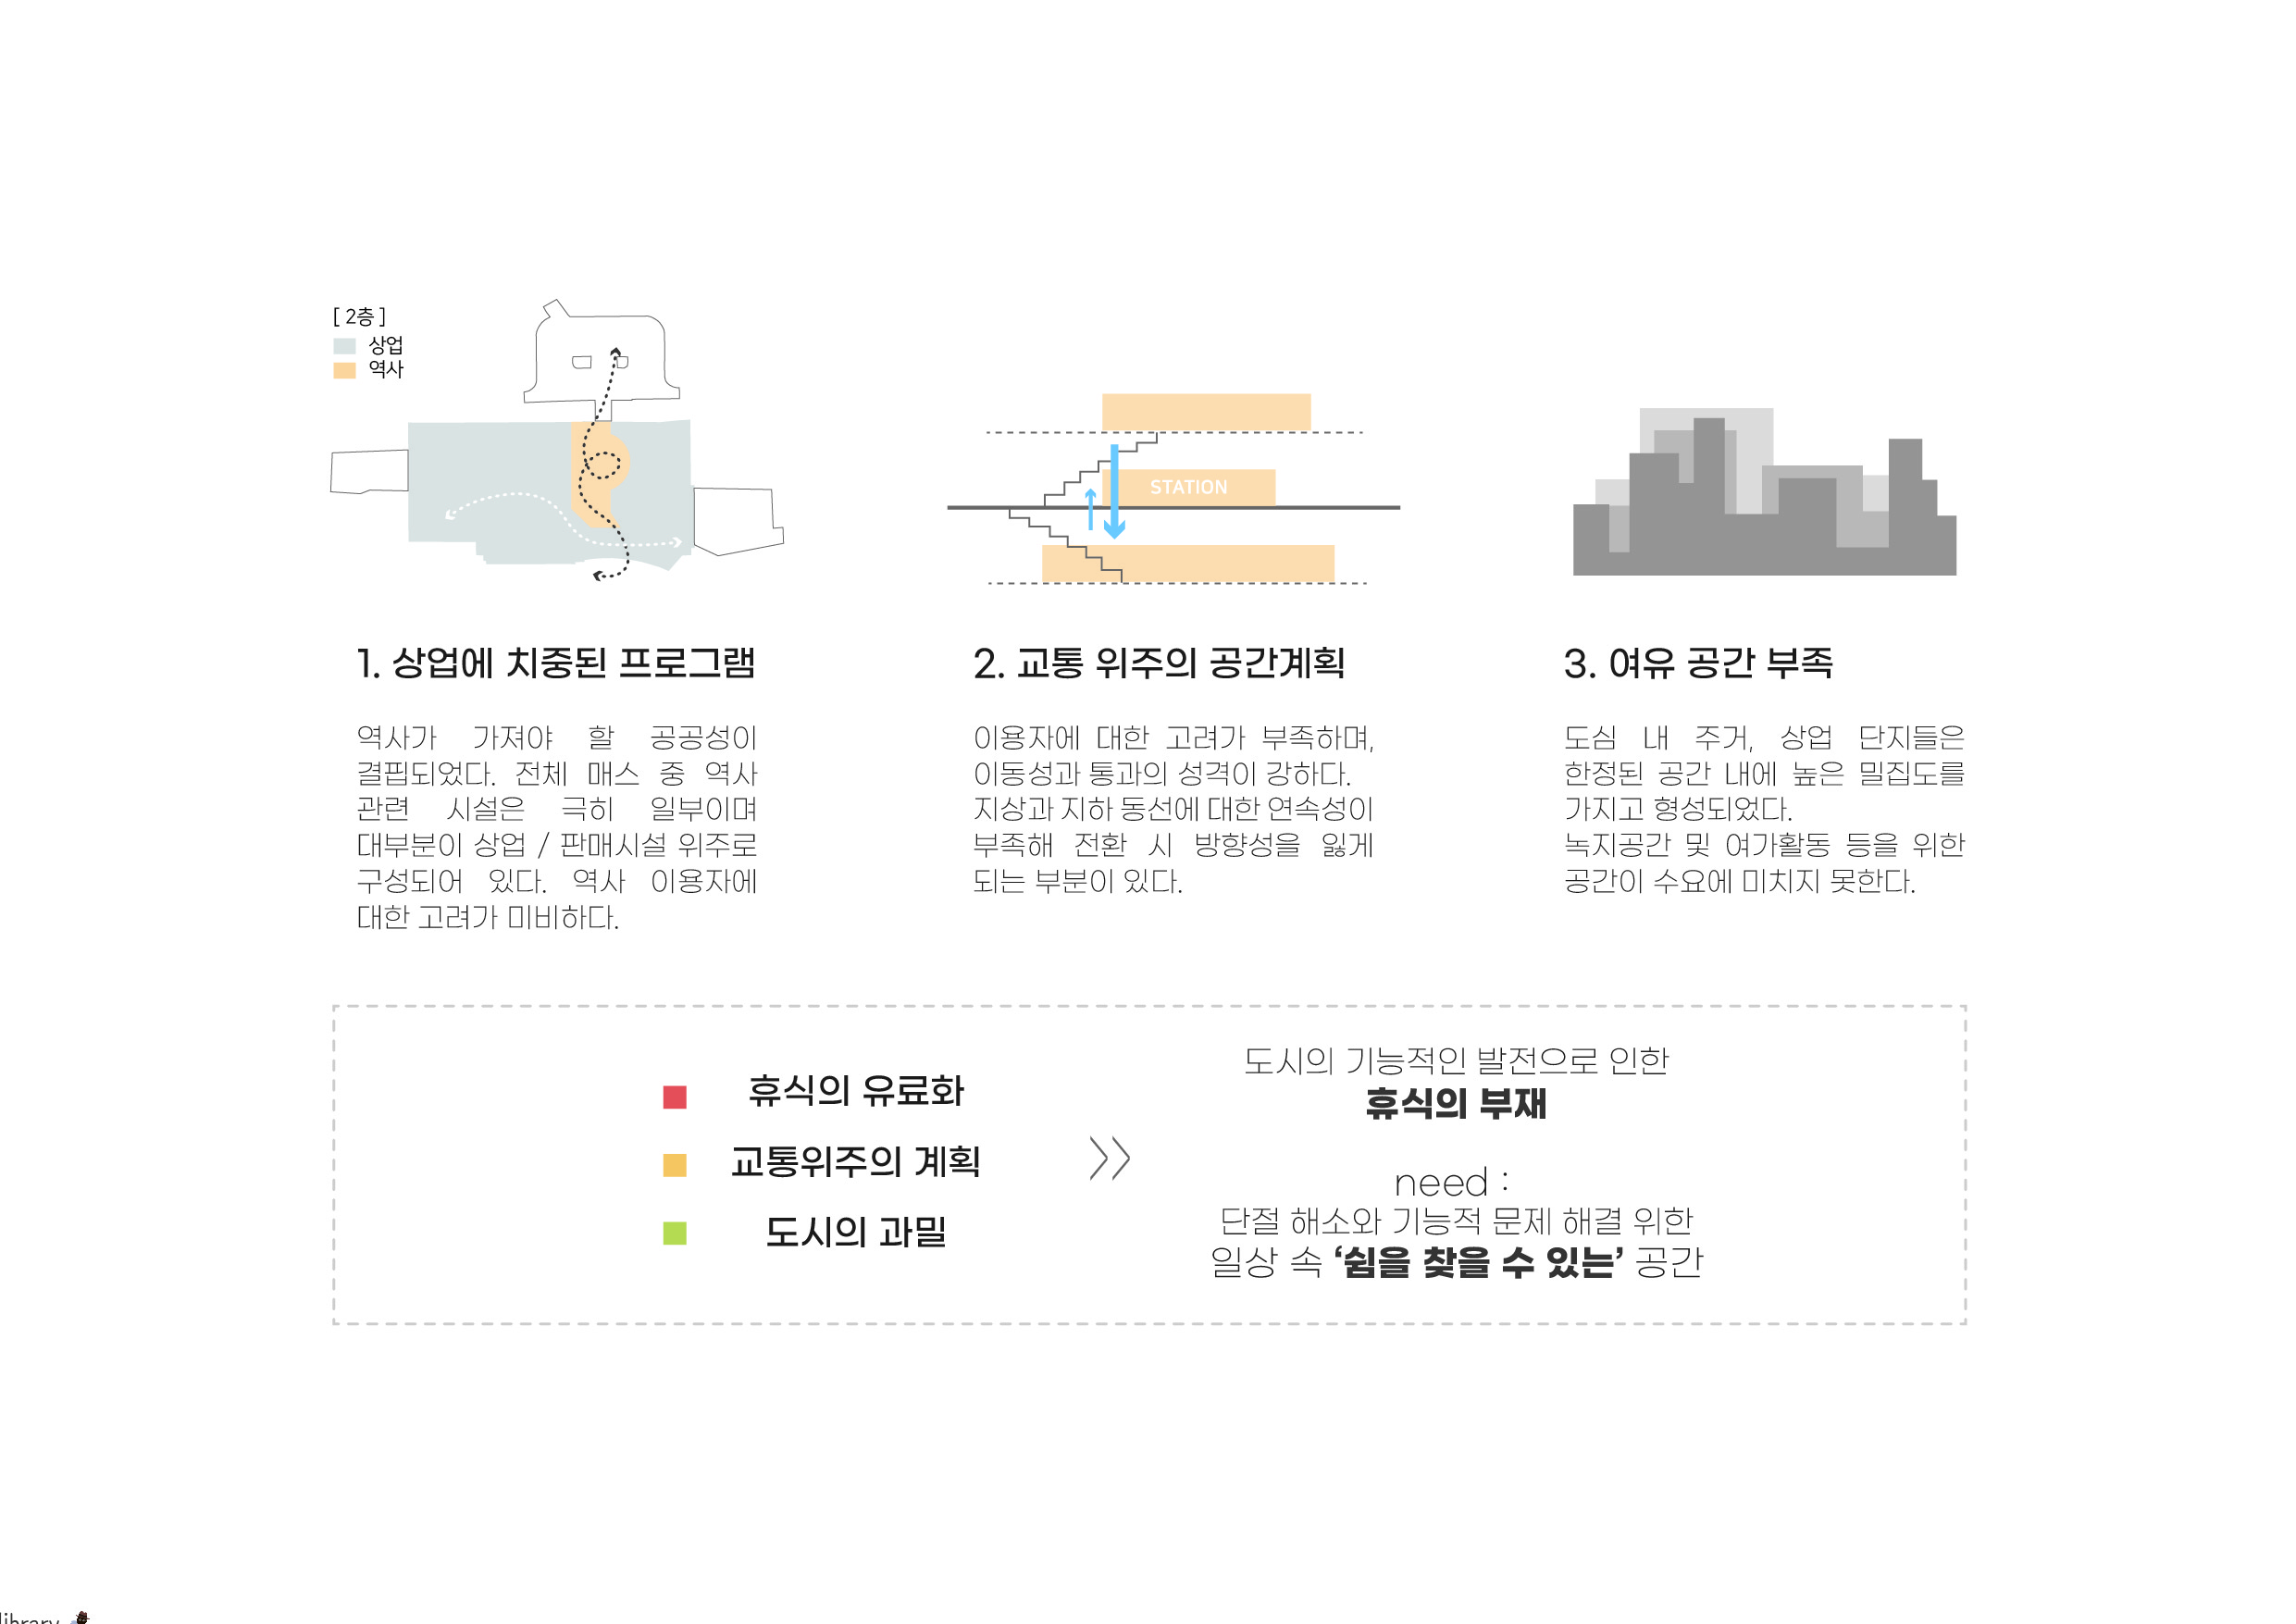 [ 2층 ]
상업
역사
STATION
1. 상업에 치중된 프로그램
역사가 가져야 할 공공성이
결핍되었다. 전체 매스 중 역사
관련 시설은 극히 일부이며
대부분이 상업 / 판매시설 위주로
구성되어 있다. 역사 이용자에
대한 고려가 미비하다.
2. 교통 위주의 공간계획
이용자에 대한 고려가 부족하며,
이동성과 통과의 성격이 강하다.
지상과 지하 동선에 대한 연속성이
부족해 전환 시 방향성을 잃게
되는 부분이 있다.
3. 여유 공간 부족
도심 내 주거, 상업 단지들은
한정된 공간 내에 높은 밀집도를
가지고 형성되었다.
녹지공간 및 여가활동 등을 위한
공간이 수요에 미치지 못한다.
휴식의 유료화
교통위주의 계획
도시의 과밀
도시의 기능적인 발전으로 인한
휴식의 부재
need :
단절 해소와 기능적 문제 해결 위한
일상 속 ‘쉼을 찾을 수 있는’ 공간